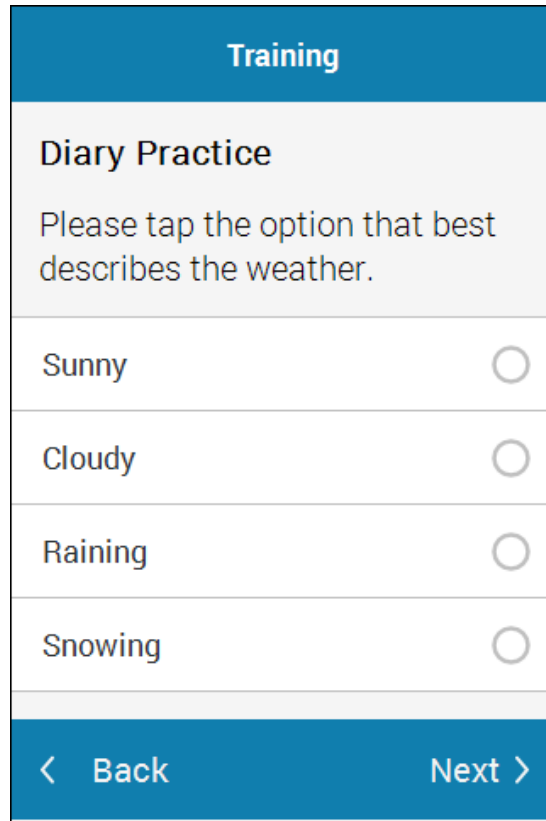 Training
Diary Practice
Please tap the option that best
describes the weather.
Sunny
Cloudy
Raining
Snowing
Back
Next